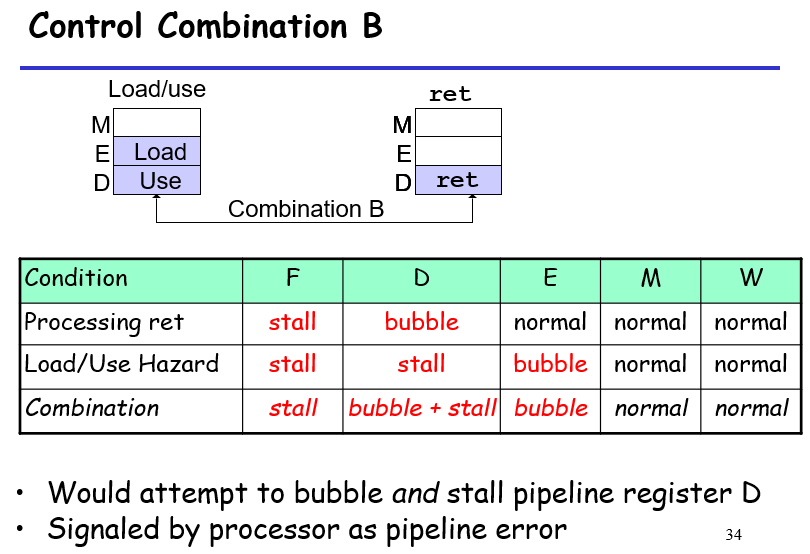 Control Combination B
Load/use
ret
M
M
E Load
E
D Use
D ret
Combination B
Condition F D E M W
Processing ret stall bubble normal normal normal
Load/Use Hazard stall stall bubble normal normal
Combination stall bubble + stall bubble normal normal
• Would attempt to bubble and stall pipeline register D
• Signaled by processor as pipeline error
34